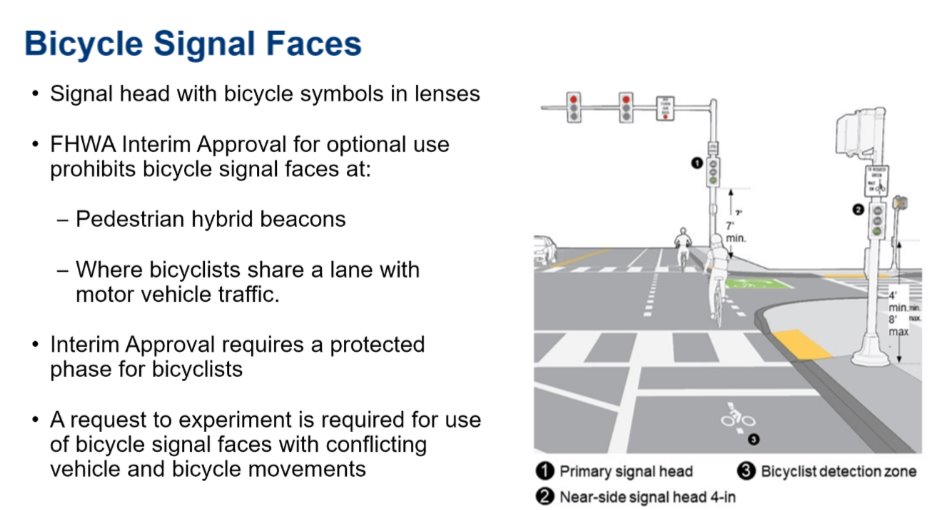 Bicycle Signal Faces
• Signal head with bicycle symbols in lenses
• FHWA Interim Approval for optional use
prohibits bicycle signal faces at:
– Pedestrian hybrid beacons
– Where bicyclists share a lane with
motor vehicle traffic.
• Interim Approval requires a protected
phase for bicyclists
• A request to experiment is required for use
of bicycle signal faces with conflicting
vehicle and bicycle movements
1
7'
7'
min.
2
4'
min.
min.
8'
max.
max
3
1 Primary signal head
3 Bicyclist detection zone
2 Near-side signal head 4-in